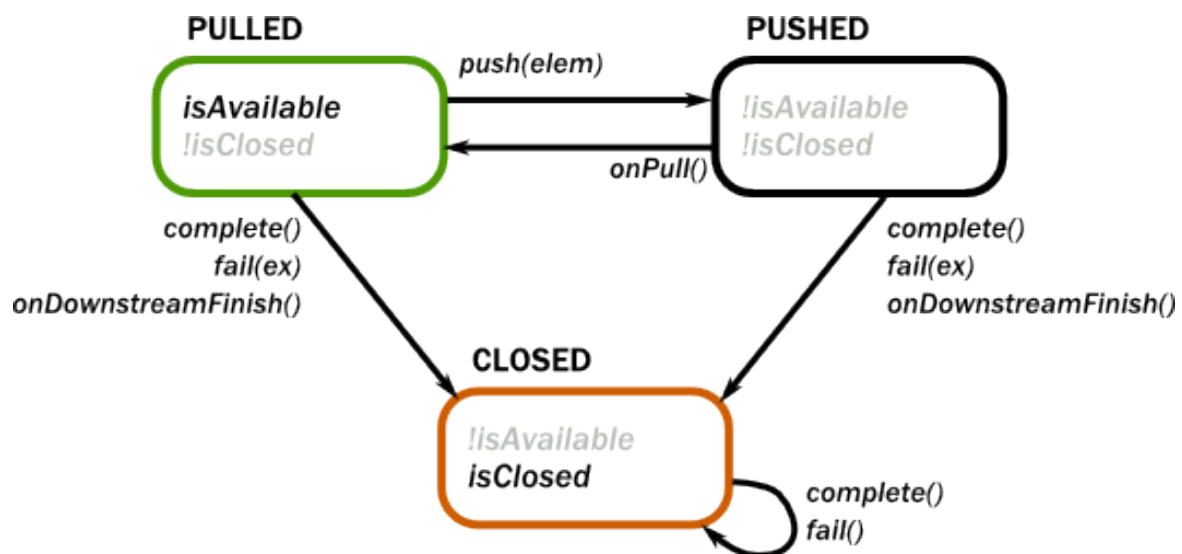 PULLED
isAvailable
!isClosed
push(elem)
onPull()
PUSHED
!isAvailable
!isClosed
complete()
fail(ex)
onDownstreamFinish()
complete()
fail(ex)
onDownstreamFinish()
CLOSED
!isAvailable
isClosed
complete()
fail()